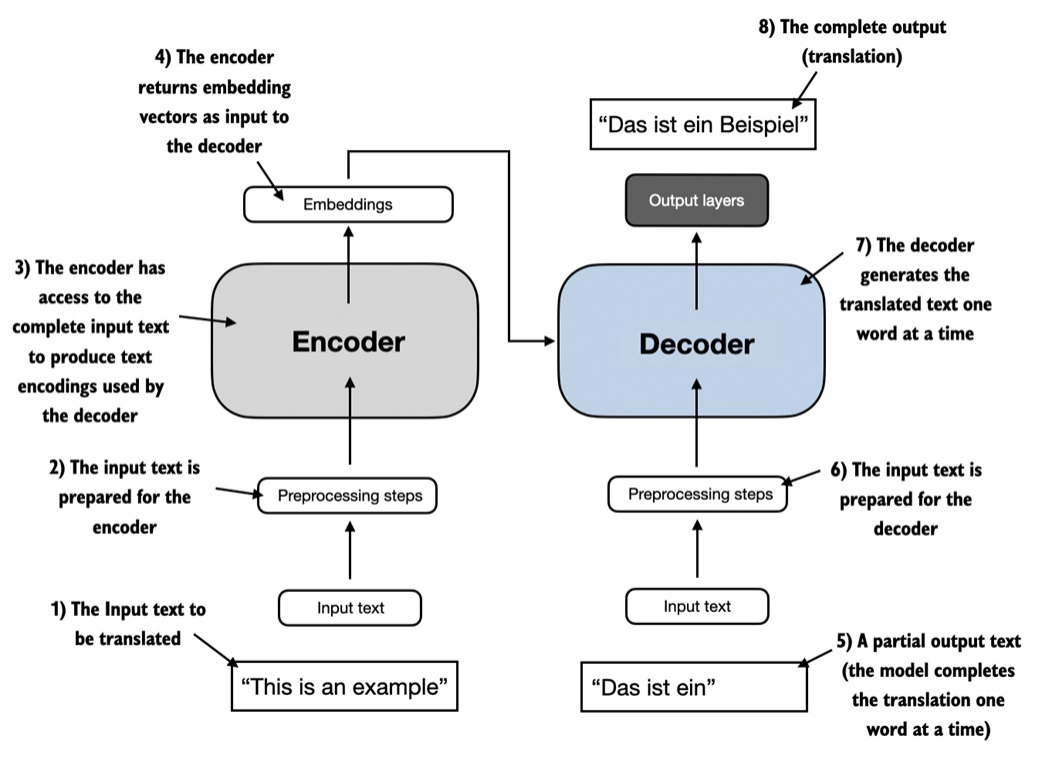 8) The complete output
(translation)
4) The encoder
returns embedding
vectors as input to
the decoder
“Das ist ein Beispiel”
Embeddings
Output layers
3) The encoder has
access to the
complete input text
to produce text
encodings used by
the decoder
Encoder
Decoder
7) The decoder
generates the
translated text one
word at a time
2) The input text is
prepared for the
encoder
Preprocessing steps
Preprocessing steps
6) The input text is
prepared for the
decoder
1) The Input text to
be translated
Input text
Input text
“This is an example”
“Das ist ein”
5) A partial output text
(the model completes
the translation one
word at a time)